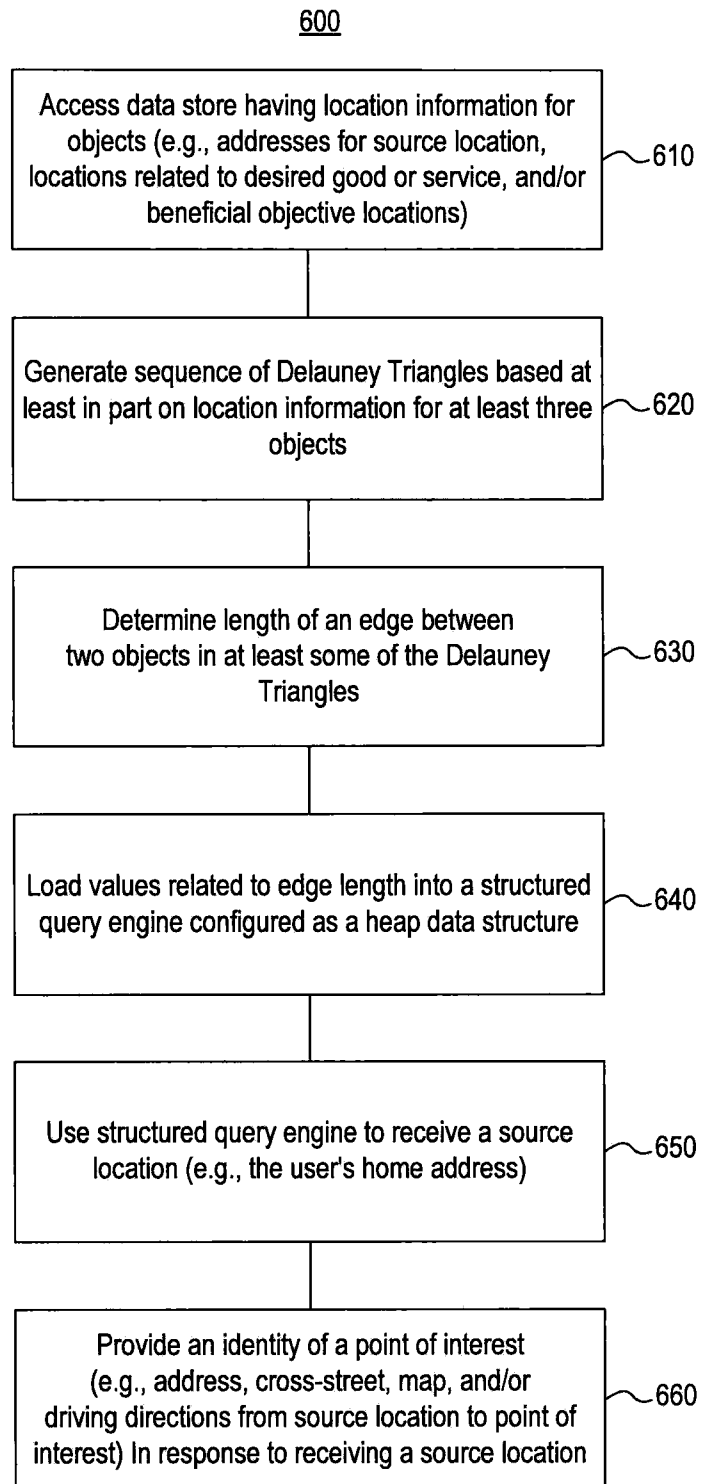 600
Access data store having location information for
objects (e.g., addresses for source location,
locations related to desired good or service, and/or
beneficial objective locations)
610
Generate sequence of Delauney Triangles based at
least in part on location information for at least three
objects
620
Determine length of an edge between
two objects in at least some of the Delauney
Triangles
630
Load values related to edge length into a structured
query engine configured as a heap data structure
640
Use structured query engine to receive a source
location (e.g., the user's home address)
650
Provide an identity of a point of interest
(e.g., address, cross-street, map, and/or
driving directions from source location to point of
interest) In response to receiving a source location
660